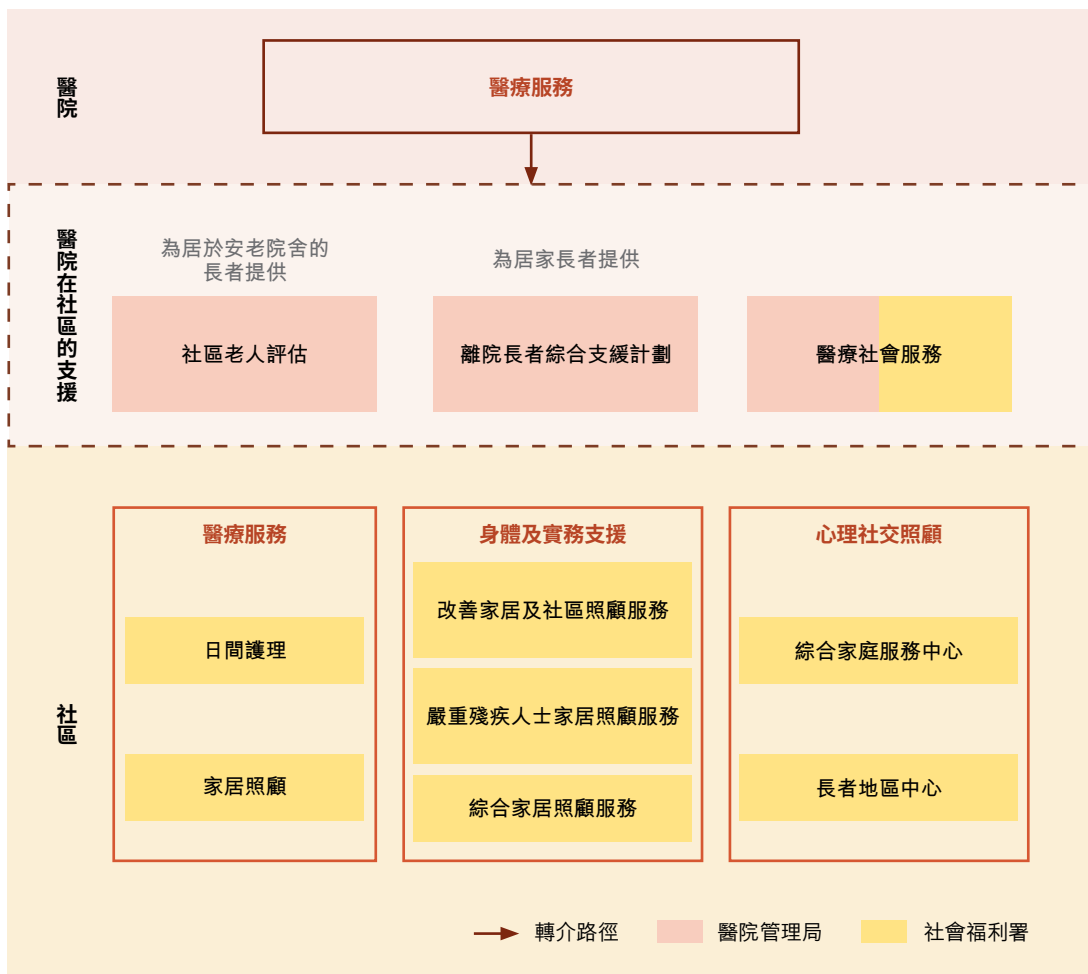 醫院
醫療服務
醫院在社區的支援
為居於安老院舍的
長者提供
為居家長者提供
社區老人評估
離院長者綜合支緩計劃
醫療社會服務
社區
醫療服務
日間護理
家居照顧
身體及實務支援
改善家居及社區照顧服務
嚴重殘疾人士家居照顧服務
綜合家居照顧服務
心理社交照顧
綜合家庭服務中心
長者地區中心
轉介路徑
醫院管理局
社會福利署